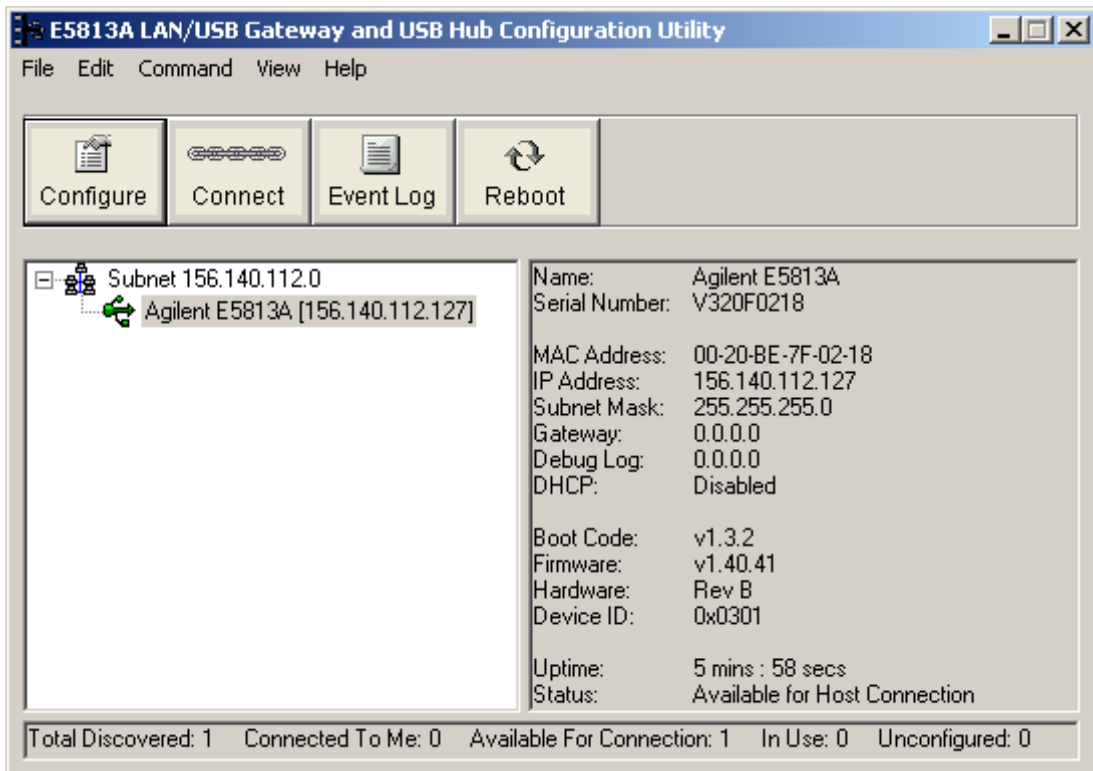 E5813A LAN/USB Gateway and USB Hub Configuration Utility
File Edit Command View Help
Configure Connect Event Log Reboot
Subnet 156.140.112.0
Agilent E5813A [156.140.112.127]
Name: Agilent E5813A
Serial Number: V320F0218
MAC Address: 00-20-BE-7F-02-18
IP Address: 156.140.112.127
Subnet Mask: 255.255.255.0
Gateway: 0.0.0.0
Debug Log: 0.0.0.0
DHCP: Disabled
Boot Code: v1.3.2
Firmware: v1.40.41
Hardware: Rev B
Device ID: 0x0301
Uptime: 5 mins : 58 secs
Status: Available for Host Connection
Total Discovered: 1 Connected To Me: 0 Available For Connection: 1 In Use: 0 Unconfigured: 0